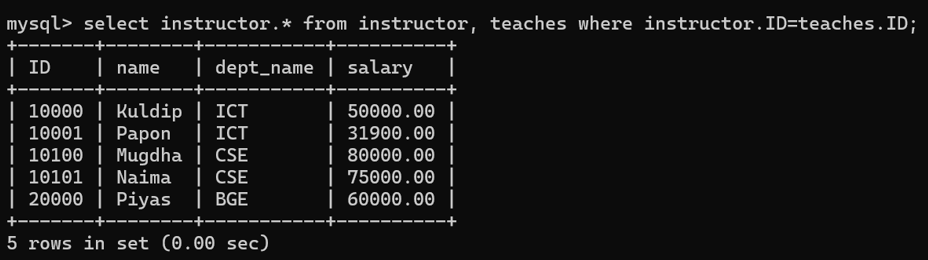 mysql> select instructor.* from instructor, teaches where instructor.ID=teaches.ID;
+-------+--------+-----------+----------+
| ID    | name   | dept_name | salary   |
+-------+--------+-----------+----------+
| 10000 | Kuldip | ICT       | 50000.00 |
| 10001 | Papon  | ICT       | 31900.00 |
| 10100 | Mugdha | CSE       | 80000.00 |
| 10101 | Naima  | CSE       | 75000.00 |
| 20000 | Piyas  | BGE       | 60000.00 |
+-------+--------+-----------+----------+
5 rows in set (0.00 sec)